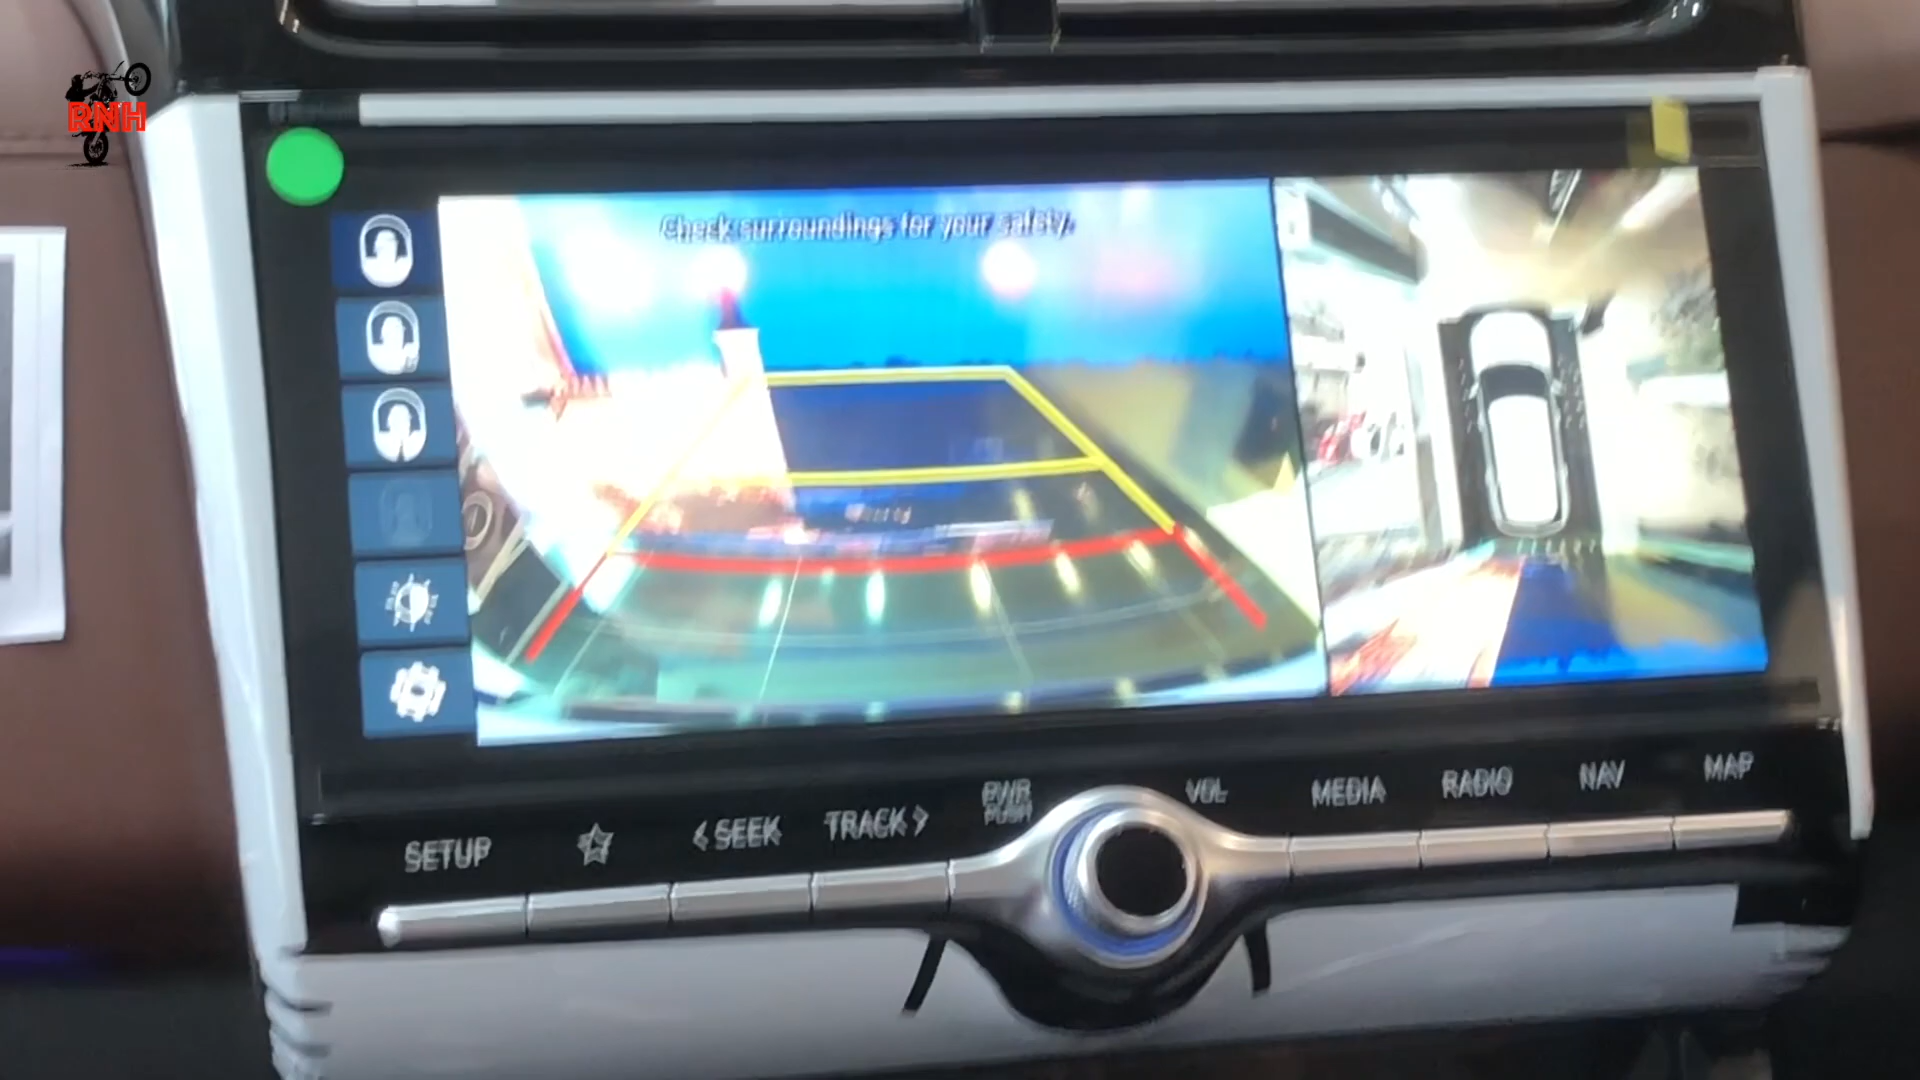 RNH
Check surroundings for your safety.
SETUP
< SEEK
TRACK >
PWR
PUSH
VOL
MEDIA
RADIO
NAV
MAP